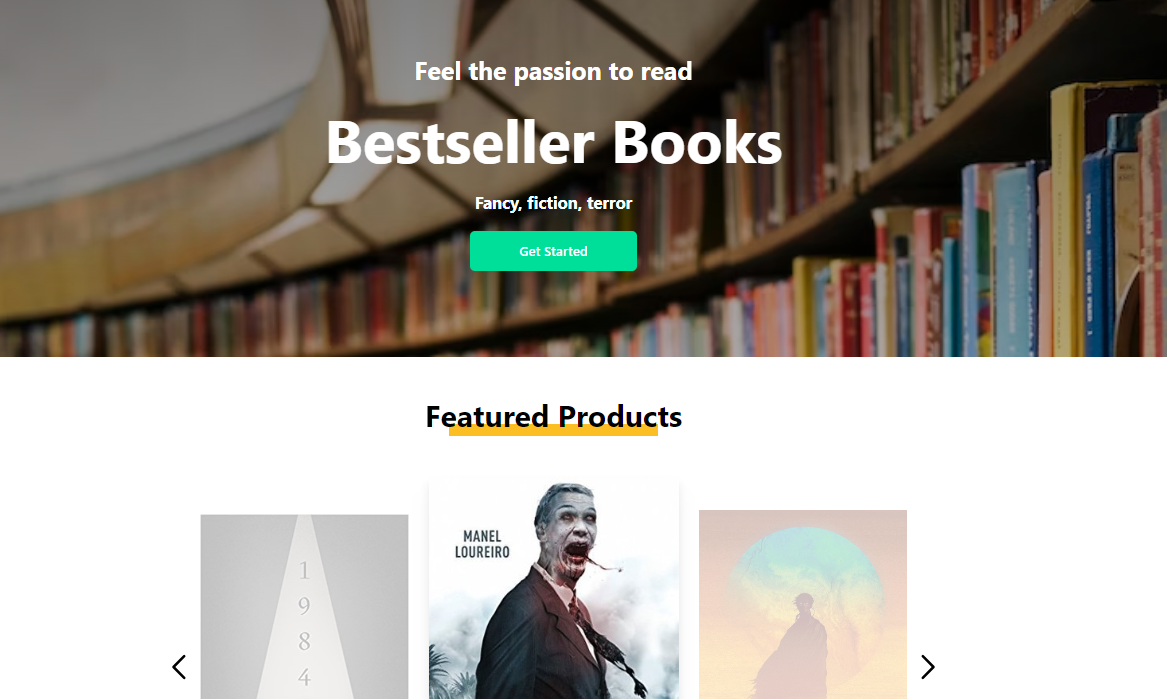 Feel the passion to read
Bestseller Books
Fancy, fiction, terror
Get Started
Featured Products
1
9
8
4
MANEL
LOUREIRO